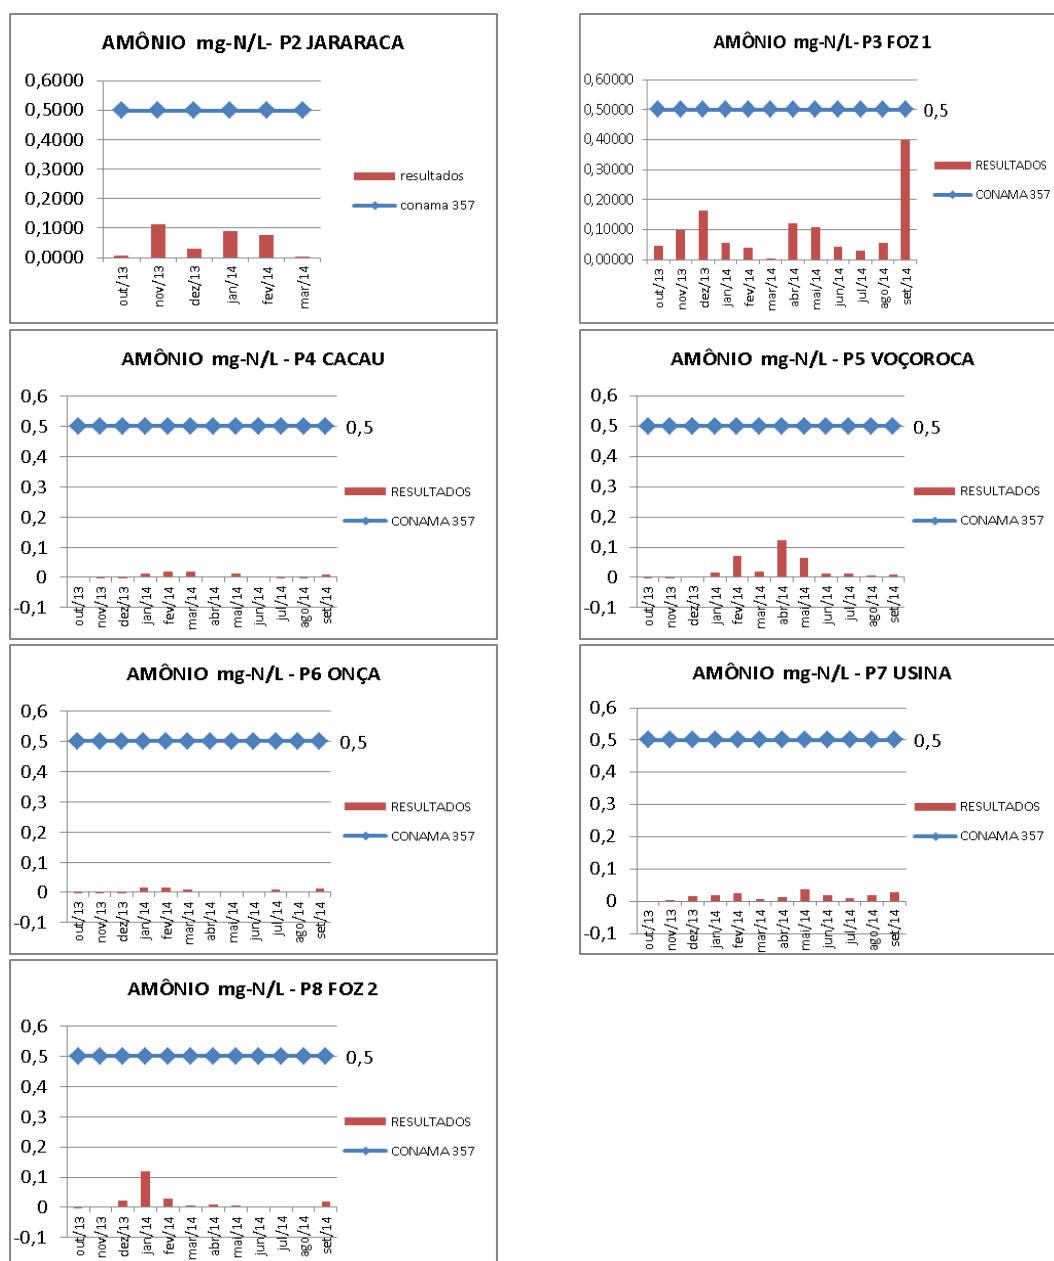 AMÔNIO mg-N/L- P2 JARARACA
0,6000
0,5000
0,4000
0,3000
0,2000
0,1000
0,0000
out/13
nov/13
dez/13
jan/14
fev/14
mar/14
resultados
conama 357
AMÔNIO mg-N/L- P3 FOZ 1
0,60000
0,50000
0,40000
0,30000
0,20000
0,10000
0,00000
0,5
out/13
nov/13
dez/13
jan/14
fev/14
mar/14
abr/14
mai/14
jun/14
jul/14
ago/14
set/14
RESULTADOS
CONAMA 357
AMÔNIO mg-N/L - P4 CACAU
0,6
0,5
0,4
0,3
0,2
0,1
0
-0,1
0,5
out/13
nov/13
dez/13
jan/14
fev/14
mar/14
abr/14
mai/14
jun/14
jul/14
ago/14
set/14
RESULTADOS
CONAMA 357
AMÔNIO mg-N/L - P5 VOÇOROCA
0,6
0,5
0,4
0,3
0,2
0,1
0
-0,1
0,5
out/13
nov/13
dez/13
jan/14
fev/14
mar/14
abr/14
mai/14
jun/14
jul/14
ago/14
set/14
RESULTADOS
CONAMA 357
AMÔNIO mg-N/L - P6 ONÇA
0,6
0,5
0,4
0,3
0,2
0,1
0
-0,1
0,5
out/13
nov/13
dez/13
jan/14
fev/14
mar/14
abr/14
mai/14
jun/14
jul/14
ago/14
set/14
RESULTADOS
CONAMA 357
AMÔNIO mg-N/L - P7 USINA
0,6
0,5
0,4
0,3
0,2
0,1
0
-0,1
0,5
out/13
nov/13
dez/13
jan/14
fev/14
mar/14
abr/14
mai/14
jun/14
jul/14
ago/14
set/14
RESULTADOS
CONAMA 357
AMÔNIO mg-N/L - P8 FOZ 2
0,6
0,5
0,4
0,3
0,2
0,1
0
-0,1
0,5
out/13
nov/13
dez/13
jan/14
fev/14
mar/14
abr/14
mai/14
jun/14
jul/14
ago/14
set/14
RESULTADOS
CONAMA 357